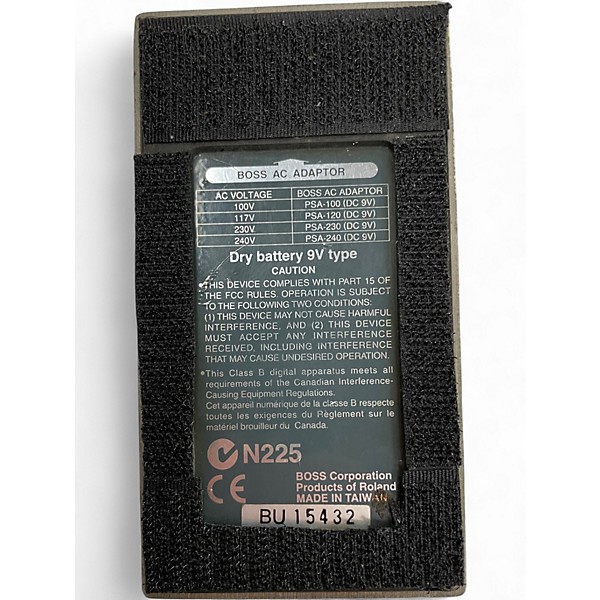 BOSS AC ADAPTOR
AC VOLTAGE BOSS AC ADAPTOR
100V PSA-100 (DC 9V)
117V PSA-120 (DC 9V)
230V PSA-230 (DC 9V)
240V PSA-240 (DC 9V)
Dry battery 9V type
CAUTION
•THIS DEVICE COMPLIES WITH PART 15 OF
THE FCC RULES. OPERATION IS SUBJECT
TO THE FOLLOWING TWO CONDITIONS:
(1) THIS DEVICE MAY NOT CAUSE HARMFUL
INTERFERENCE, AND (2) THIS DEVICE
MUST ACCEPT ANY INTERFERENCE
RECEIVED, INCLUDING INTERFERENCE
THAT MAY CAUSE UNDESIRED OPERATION.
•This Class B digital apparatus meets all
requirements of the Canadian Interference-
Causing Equipment Regulations.
Cet appareil numérique de la classe B respecte
toutes les exigences du Règlement sur le
matériel brouilleur du Canada.
N225
CE
BOSS Corporation
Products of Roland
MADE IN TAIWAN
BU 15432